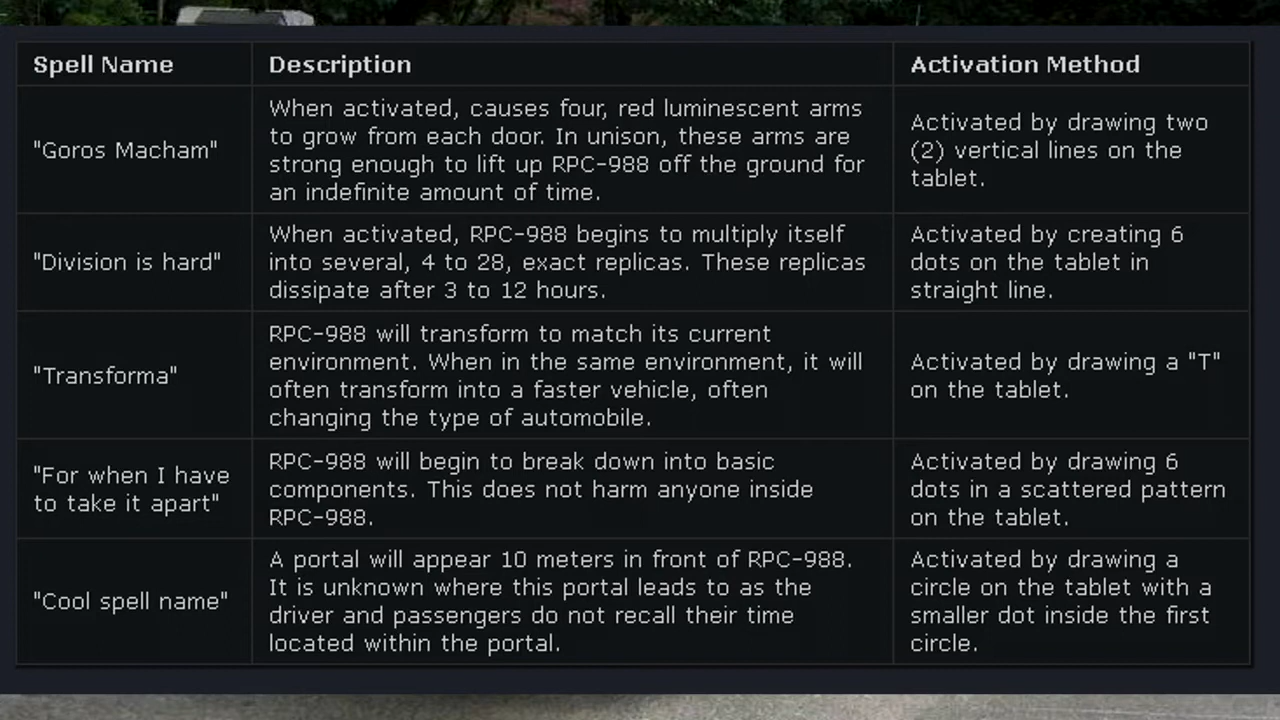 Spell Name
Description
Activation Method
"Goros Macham"
When activated, causes four, red luminescent arms
to grow from each door. In unison, these arms are
strong enough to lift up RPC-988 off the ground for
an indefinite amount of time.
Activated by drawing two
(2) vertical lines on the
tablet.
"Division is hard"
When activated, RPC-988 begins to multiply itself
into several, 4 to 28, exact replicas. These replicas
dissipate after 3 to 12 hours.
Activated by creating 6
dots on the tablet in
straight line.
"Transforma"
RPC-988 will transform to match its current
environment. When in the same environment, it will
often transform into a faster vehicle, often
changing the type of automobile.
Activated by drawing a "T"
on the tablet.
"For when I have
to take it apart"
RPC-988 will begin to break down into basic
components. This does not harm anyone inside
RPC-988.
Activated by drawing 6
dots in a scattered pattern
on the tablet.
"Cool spell name"
A portal will appear 10 meters in front of RPC-988.
It is unknown where this portal leads to as the
driver and passengers do not recall their time
located within the portal.
Activated by drawing a
circle on the tablet with a
smaller dot inside the first
circle.